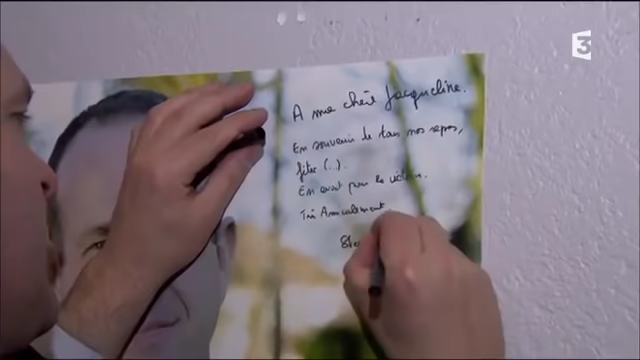 A ma chère Jacqueline.
En souvenir de tous nos repas,
fêtes (..).
En avant pour la victoire.
Très Amicalement
3